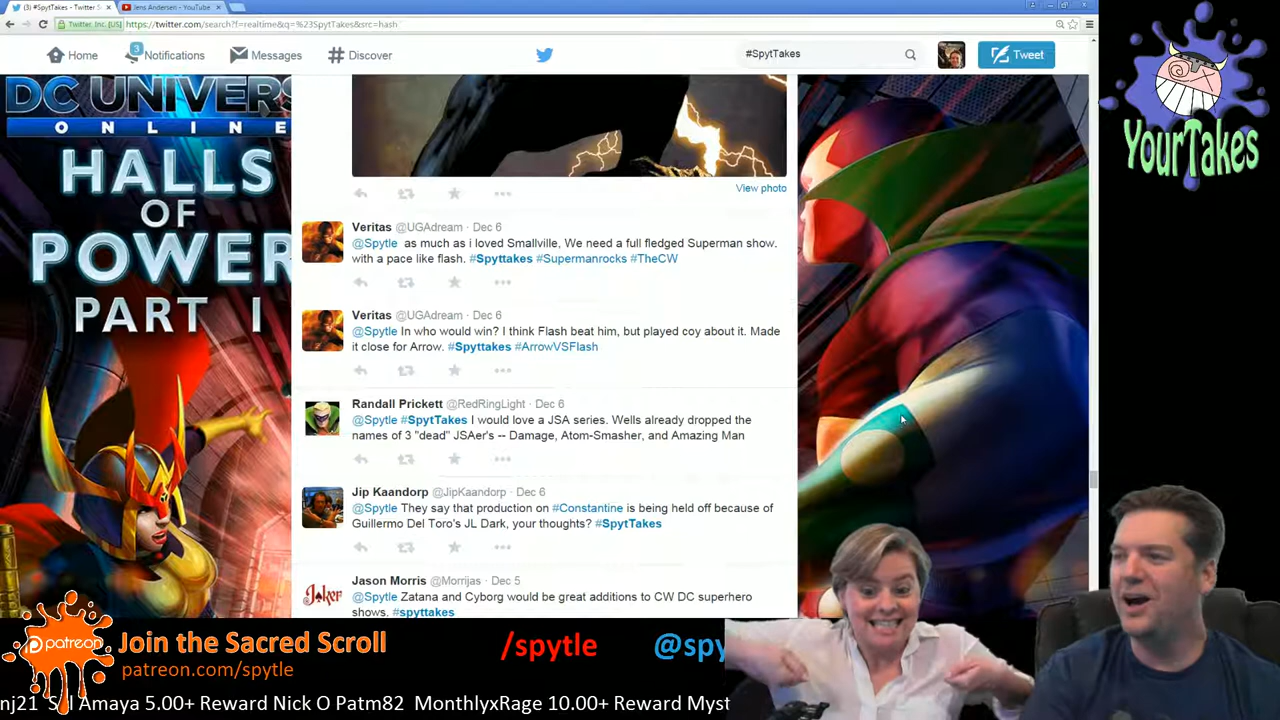 (3) #SpytTakes - Twitter S
Jens Andersen - YouTube
Twitter, Inc. [US]
https://twitter.com/search?f=realtime&q=%23SpytTakes&src=hash
Home
3
Notifications
Messages
Discover
#SpytTakes
Tweet
DC UNIVERS
ONLINE
HALLS
OF
POWER
PART I
YourTakes
View photo
Veritas @UGAdream · Dec 6
@Spytle as much as i loved Smallville, We need a full fledged Superman show.
with a pace like flash. #Spyttakes #Supermanrocks #TheCW
Veritas @UGAdream · Dec 6
@Spytle In who would win? I think Flash beat him, but played coy about it. Made
it close for Arrow. #Spyttakes #ArrowVSFlash
Randall Prickett @RedRingLight · Dec 6
@Spytle #SpytTakes I would love a JSA series. Wells already dropped the
names of 3 "dead" JSAer's -- Damage, Atom-Smasher, and Amazing Man
Jip Kaandorp @JipKaandorp · Dec 6
@Spytle They say that production on #Constantine is being held off because of
Guillermo Del Toro's JL Dark, your thoughts? #SpytTakes
Joker
Jason Morris @Morrijas · Dec 5
@Spytle Zatana and Cyborg would be great additions to CW DC superhero
shows. #spyttakes
patreon
Join the Sacred Scroll
patreon.com/spytle
/spytle
@spy
nj21 Sal Amaya 5.00+ Reward Nick O Patm82 MonthlyxRage 10.00+ Reward Myst